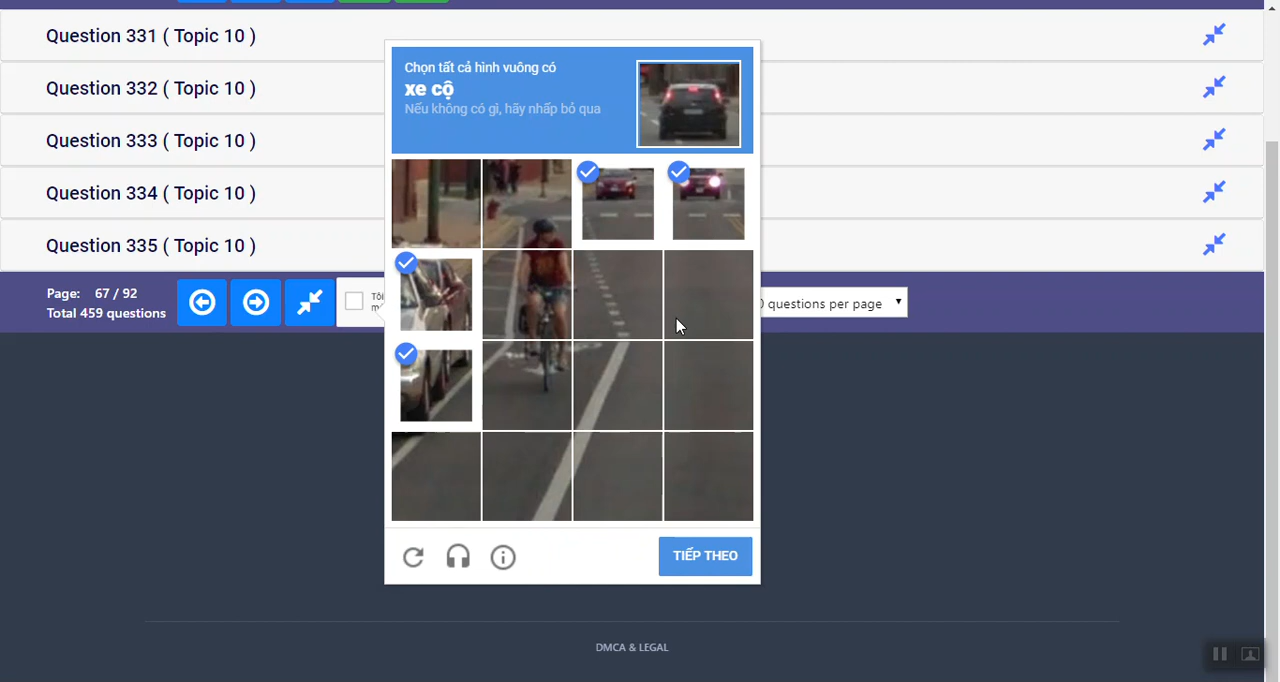 Question 331 ( Topic 10 )
Question 332 ( Topic 10 )
Question 333 ( Topic 10 )
Question 334 ( Topic 10 )
Question 335 ( Topic 10 )
Chọn tất cả hình vuông có
xe cộ
Nếu không có gì, hãy nhấp bỏ qua
Page: 67 / 92
Total 459 questions
Tôi
questions per page
TIẾP THEO
DMCA & LEGAL